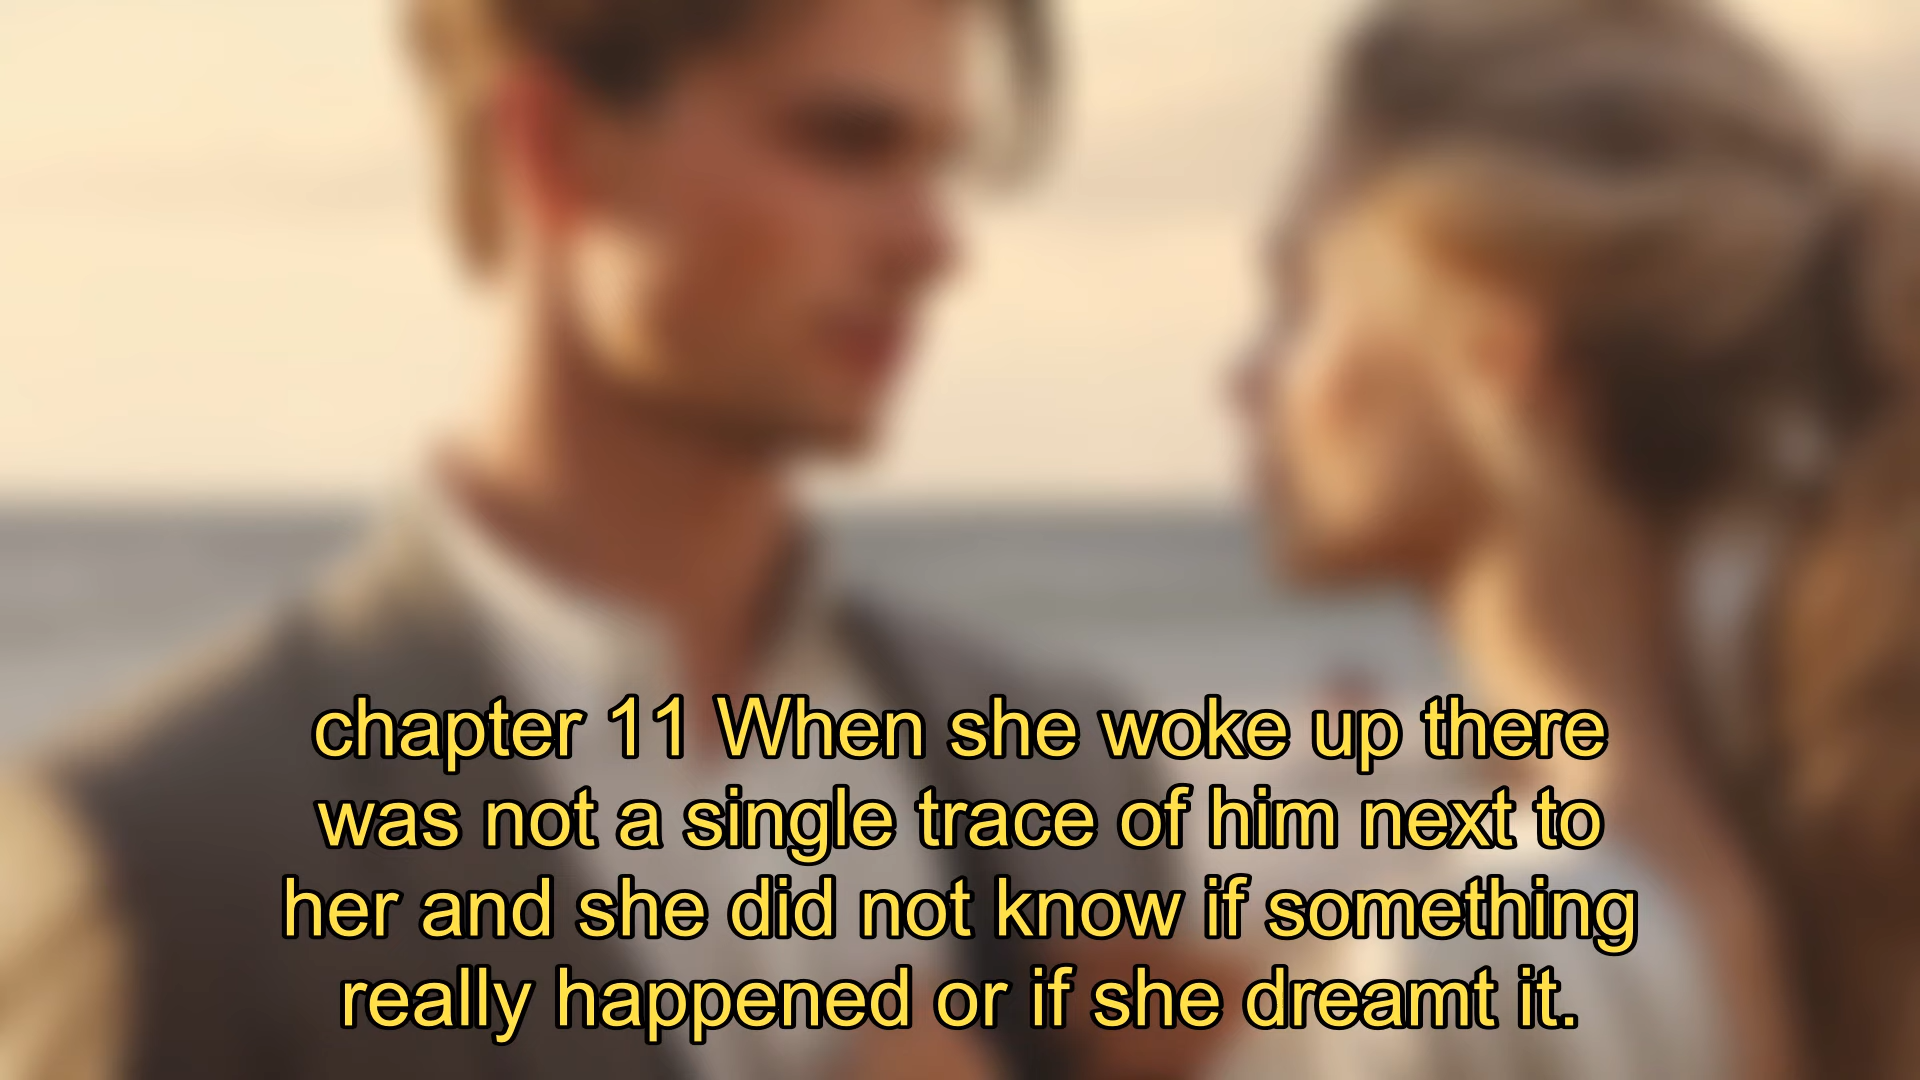 chapter 11 When she woke up there
was not a single trace of him next to
her and she did not know if something
really happened or if she dreamt it.